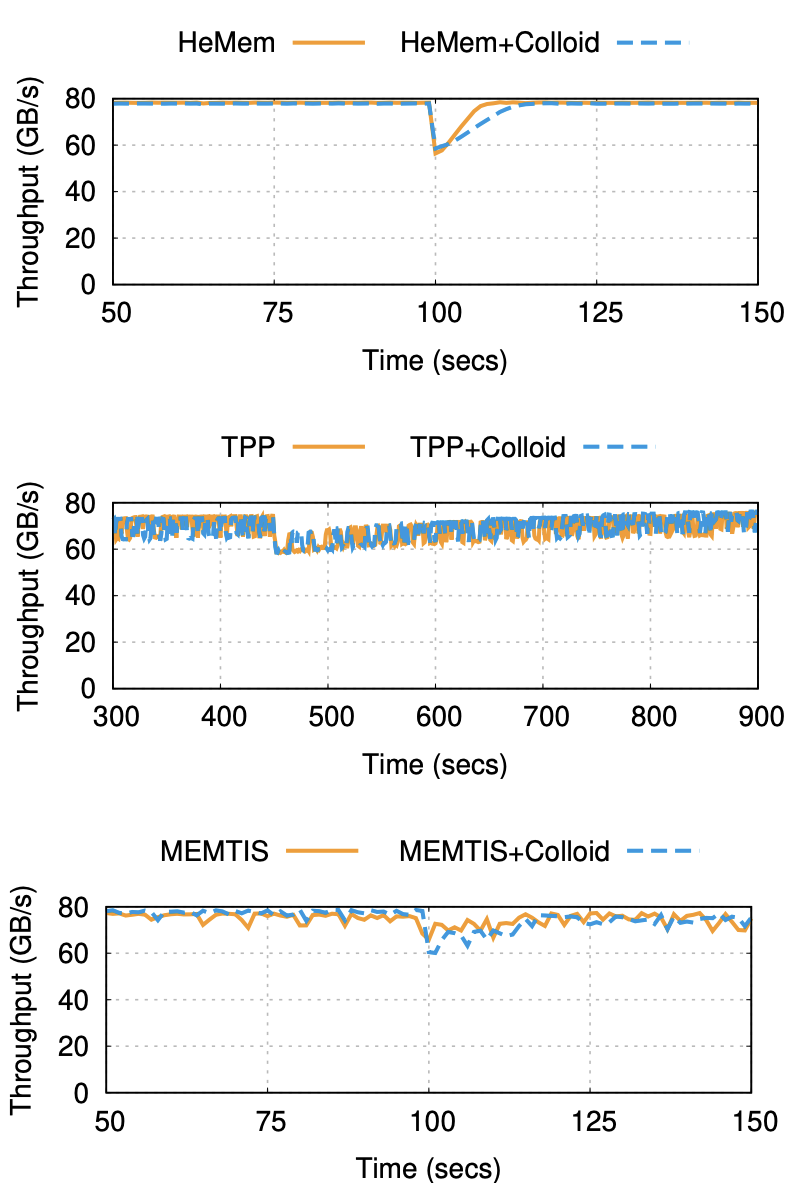 HeMem HeMem+Colloid
Throughput (GB/s)
80
60
40
20
0
50 75 100 125 150
Time (secs)
TPP TPP+Colloid
Throughput (GB/s)
80
60
40
20
0
300 400 500 600 700 800 900
Time (secs)
MEMTIS MEMTIS+Colloid
Throughput (GB/s)
80
60
40
20
0
50 75 100 125 150
Time (secs)